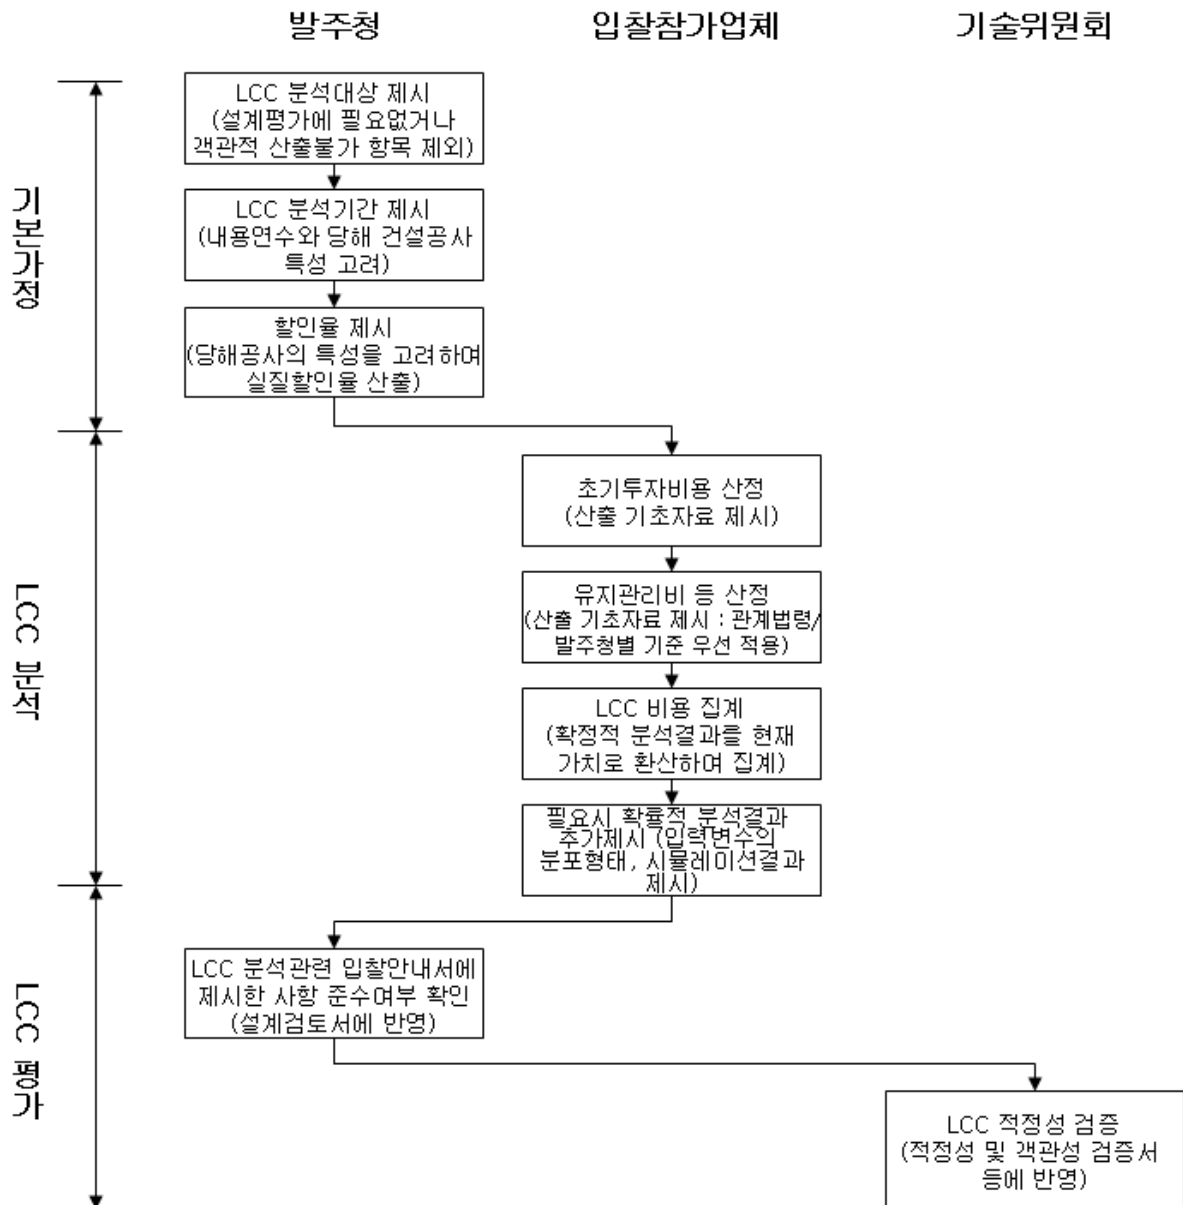 발주청
입찰참가업체
기술위원회
기본가정
LCC 분석대상 제시
(설계평가에 필요없거나
객관적 산출불가 항목 제외)
LCC 분석기간 제시
(내용연수와 당해 건설공사
특성 고려)
할인율 제시
(당해공사의 특성을 고려하며
실질할인율 산출)
LCC 분석
초기투자비용 산정
(산출 기초자료 제시)
유지관리비 등 산정
(산출 기초자료 제시 : 관계법령/
발주청별 기준 우선 적용)
LCC 비용 집계
(확정적 분석결과를 현재
가치로 환산하여 집계)
필요시 확률적 분석결과
추가제시 (입력변수의
분포형태, 시뮬레이션결과
제시)
LCC 평가
LCC 분석관련 입찰안내서에
제시한 사항 준수여부 확인
(설계검토서에 반영)
LCC 적정성 검증
(적정성 및 객관성 검증서
등에 반영)